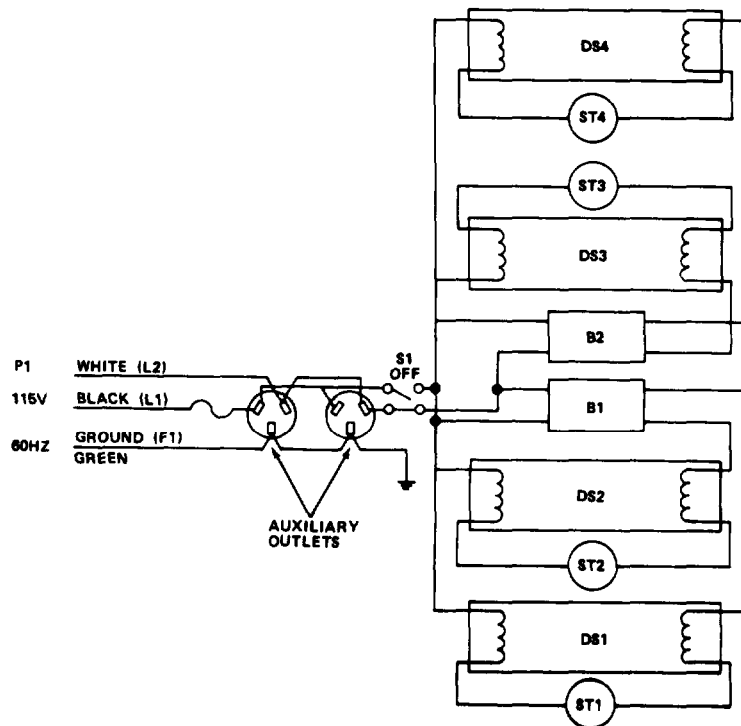 DS4
ST4
ST3
DS3
B2
S1
OFF
P1 WHITE (L2)
115V BLACK (L1)
B1
60HZ GROUND (F1)
GREEN
DS2
AUXILIARY
OUTLETS
ST2
DS1
ST1